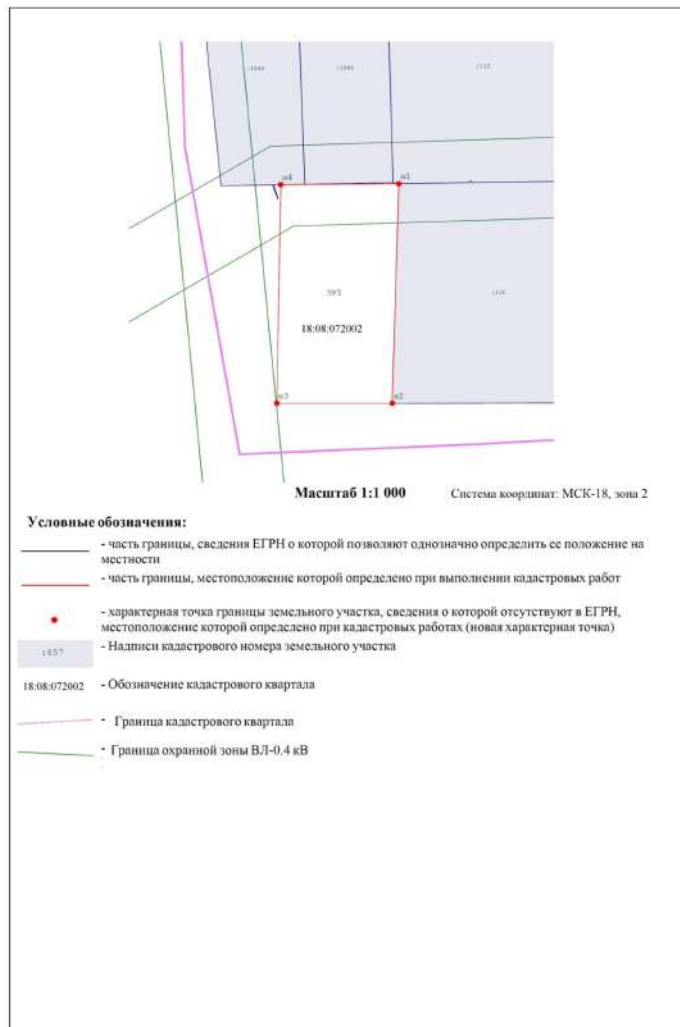 :1940
н4
н1
18:08:072002
н3
н2
Масштаб 1:1 000 Система координат: МСК-18, зона 2
Условные обозначения:
- часть границы, сведения ЕГРН о которой позволяют однозначно определить ее положение на
местности
- часть границы, местоположение которой определено при выполнении кадастровых работ
- характерная точка границы земельного участка, сведения о которой отсутствуют в ЕГРН,
местоположение которой определено при кадастровых работах (новая характерная точка)
:657 - Надписи кадастрового номера земельного участка
18:08:072002 - Обозначение кадастрового квартала
- Граница кадастрового квартала
- Граница охранной зоны ВЛ-0.4 кВ